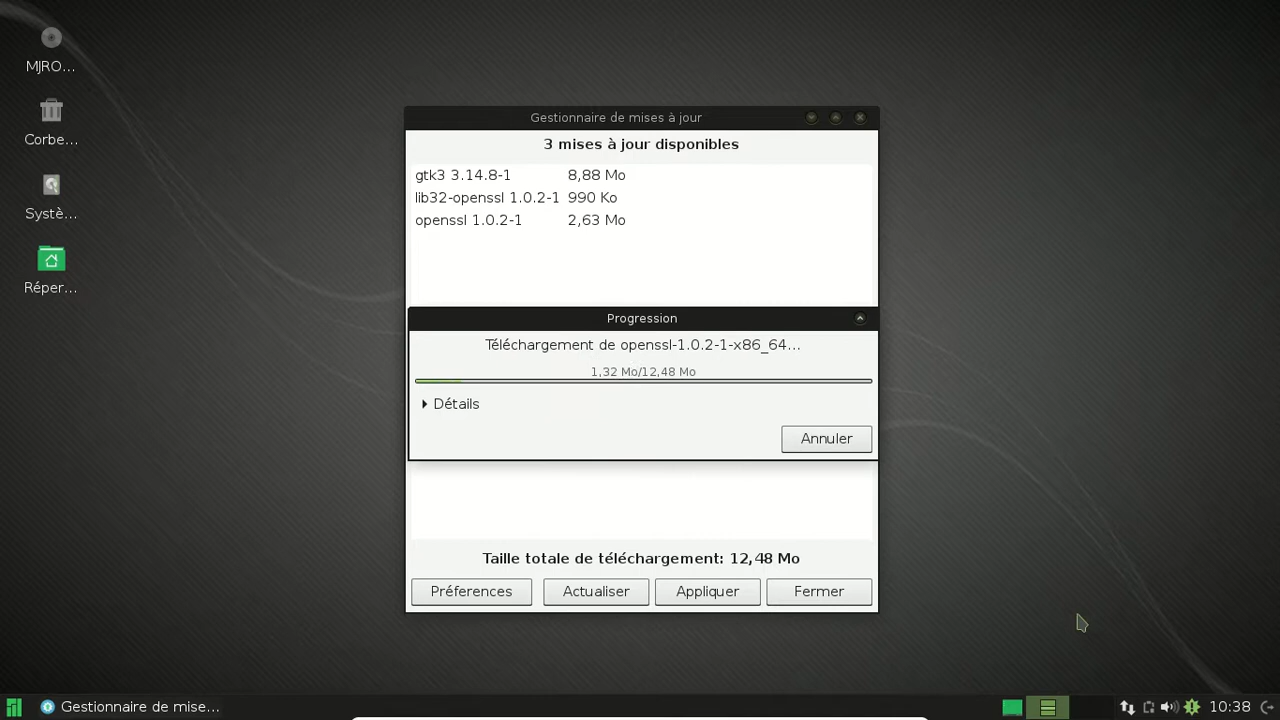 MJRO...
Corbe...
Systè...
Réper...
Gestionnaire de mises à jour
3 mises à jour disponibles
gtk3 3.14.8-1 8,88 Mo
lib32-openssl 1.0.2-1 990 Ko
openssl 1.0.2-1 2,63 Mo
Progression
Téléchargement de openssl-1.0.2-1-x86_64...
1,32 Mo/12,48 Mo
Détails
Annuler
Taille totale de téléchargement: 12,48 Mo
Préferences Actualiser Appliquer Fermer
Gestionnaire de mise... 10:38